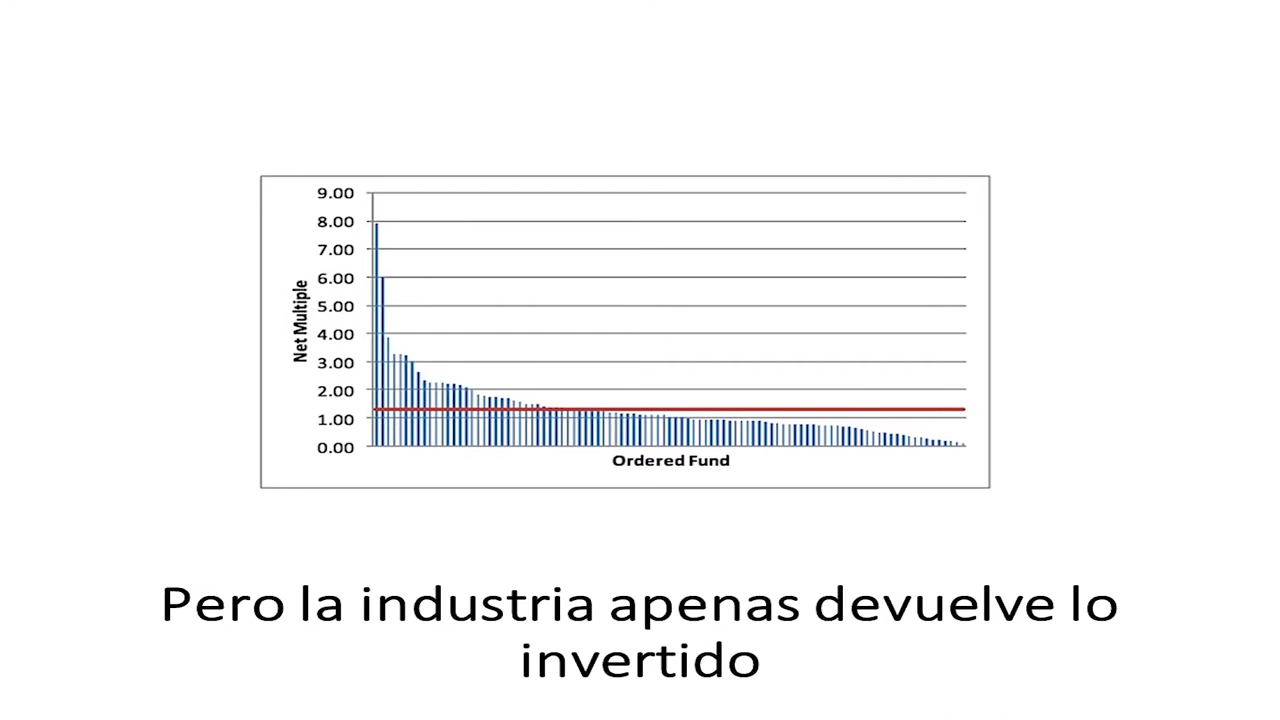 9.00
8.00
7.00
6.00
5.00
4.00
3.00
2.00
1.00
0.00
Net Multiple
Ordered Fund
Pero la industria apenas devuelve lo
invertido